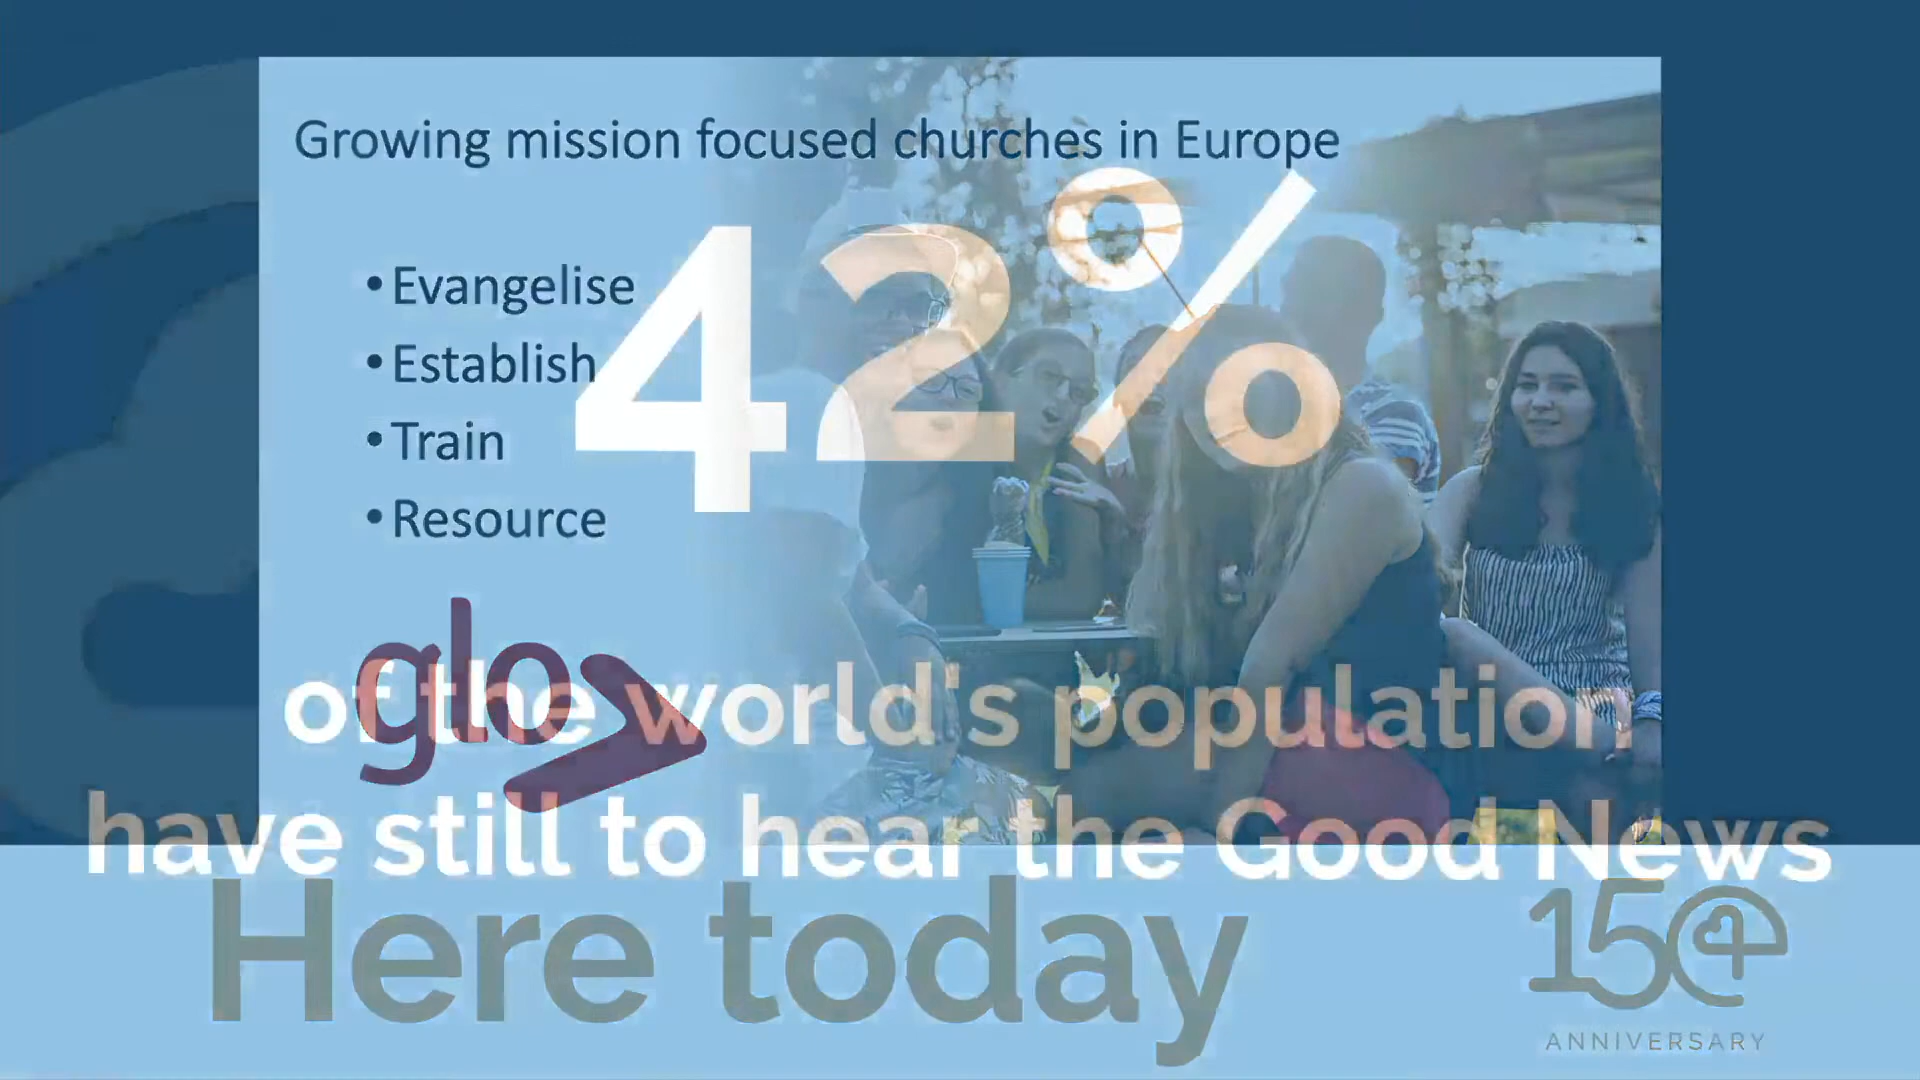 Growing mission focused churches in Europe
42%
• Evangelise
• Establish
• Train
• Resource
glo
of the world's population
have still to hear the Good News
Here today
150
ANNIVERSARY